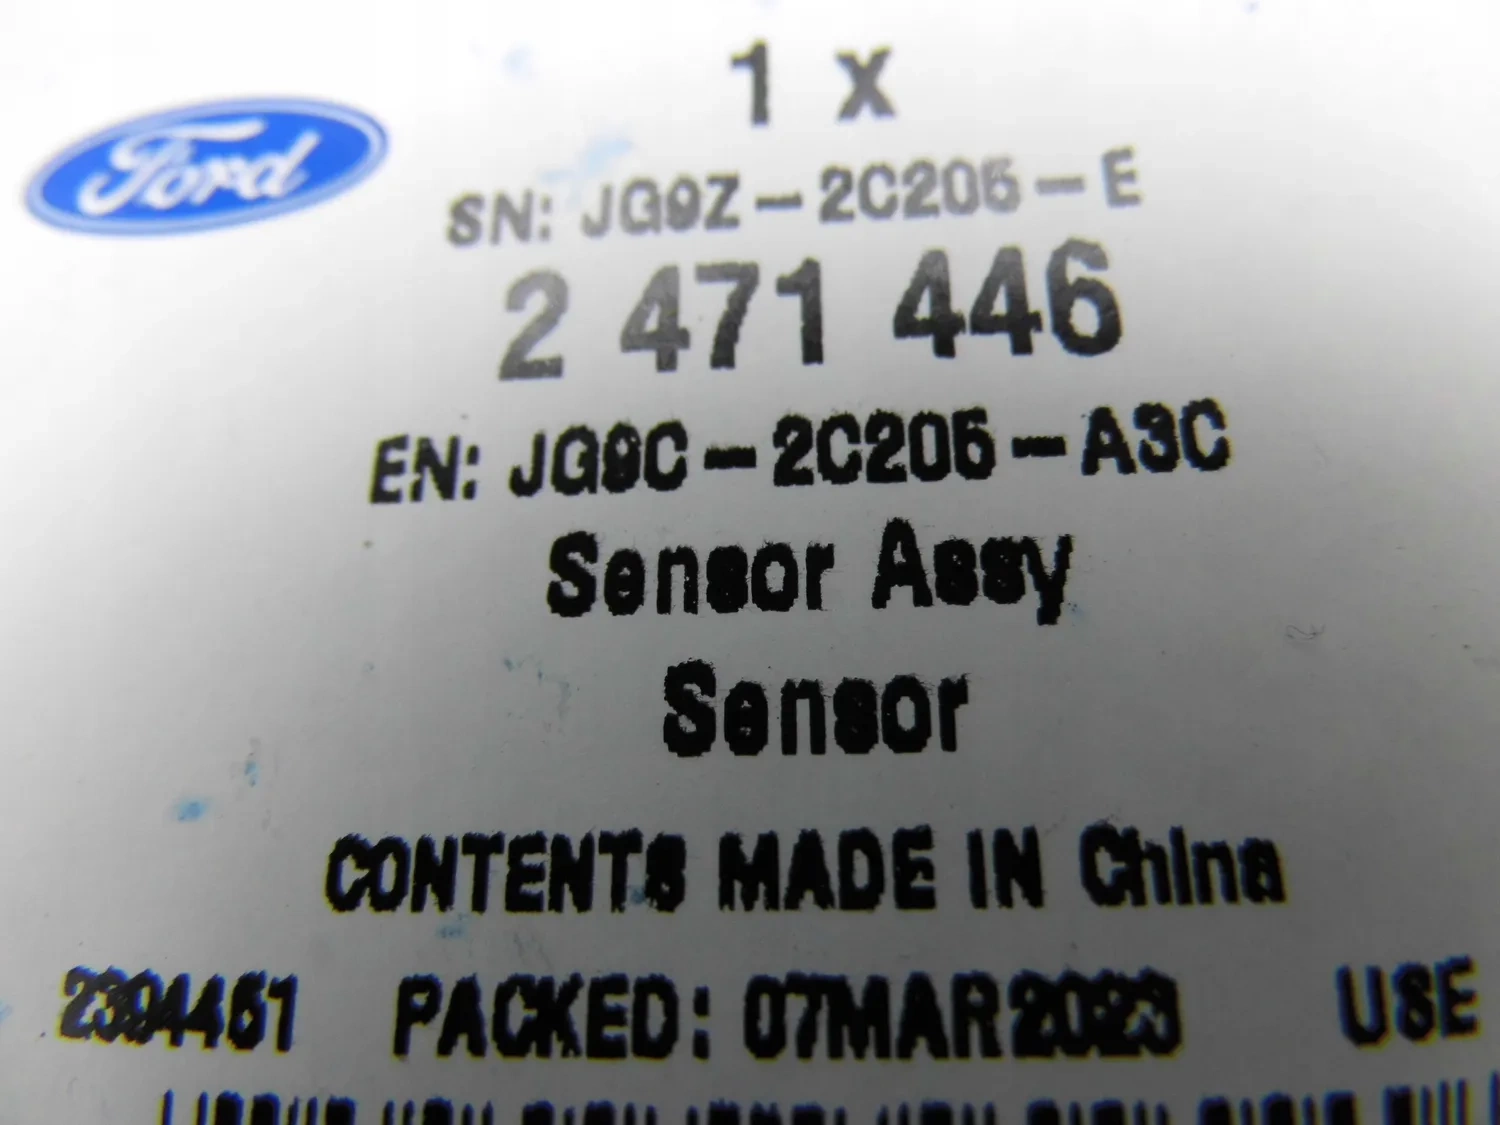 1 X
Ford
SN: JG9Z-2C205-E
2 471 446
EN: JG9C-2C205-A3C
Sensor Assy
Sensor
CONTENTS MADE IN China
2394461 PACKED: 07MAR2023 USE